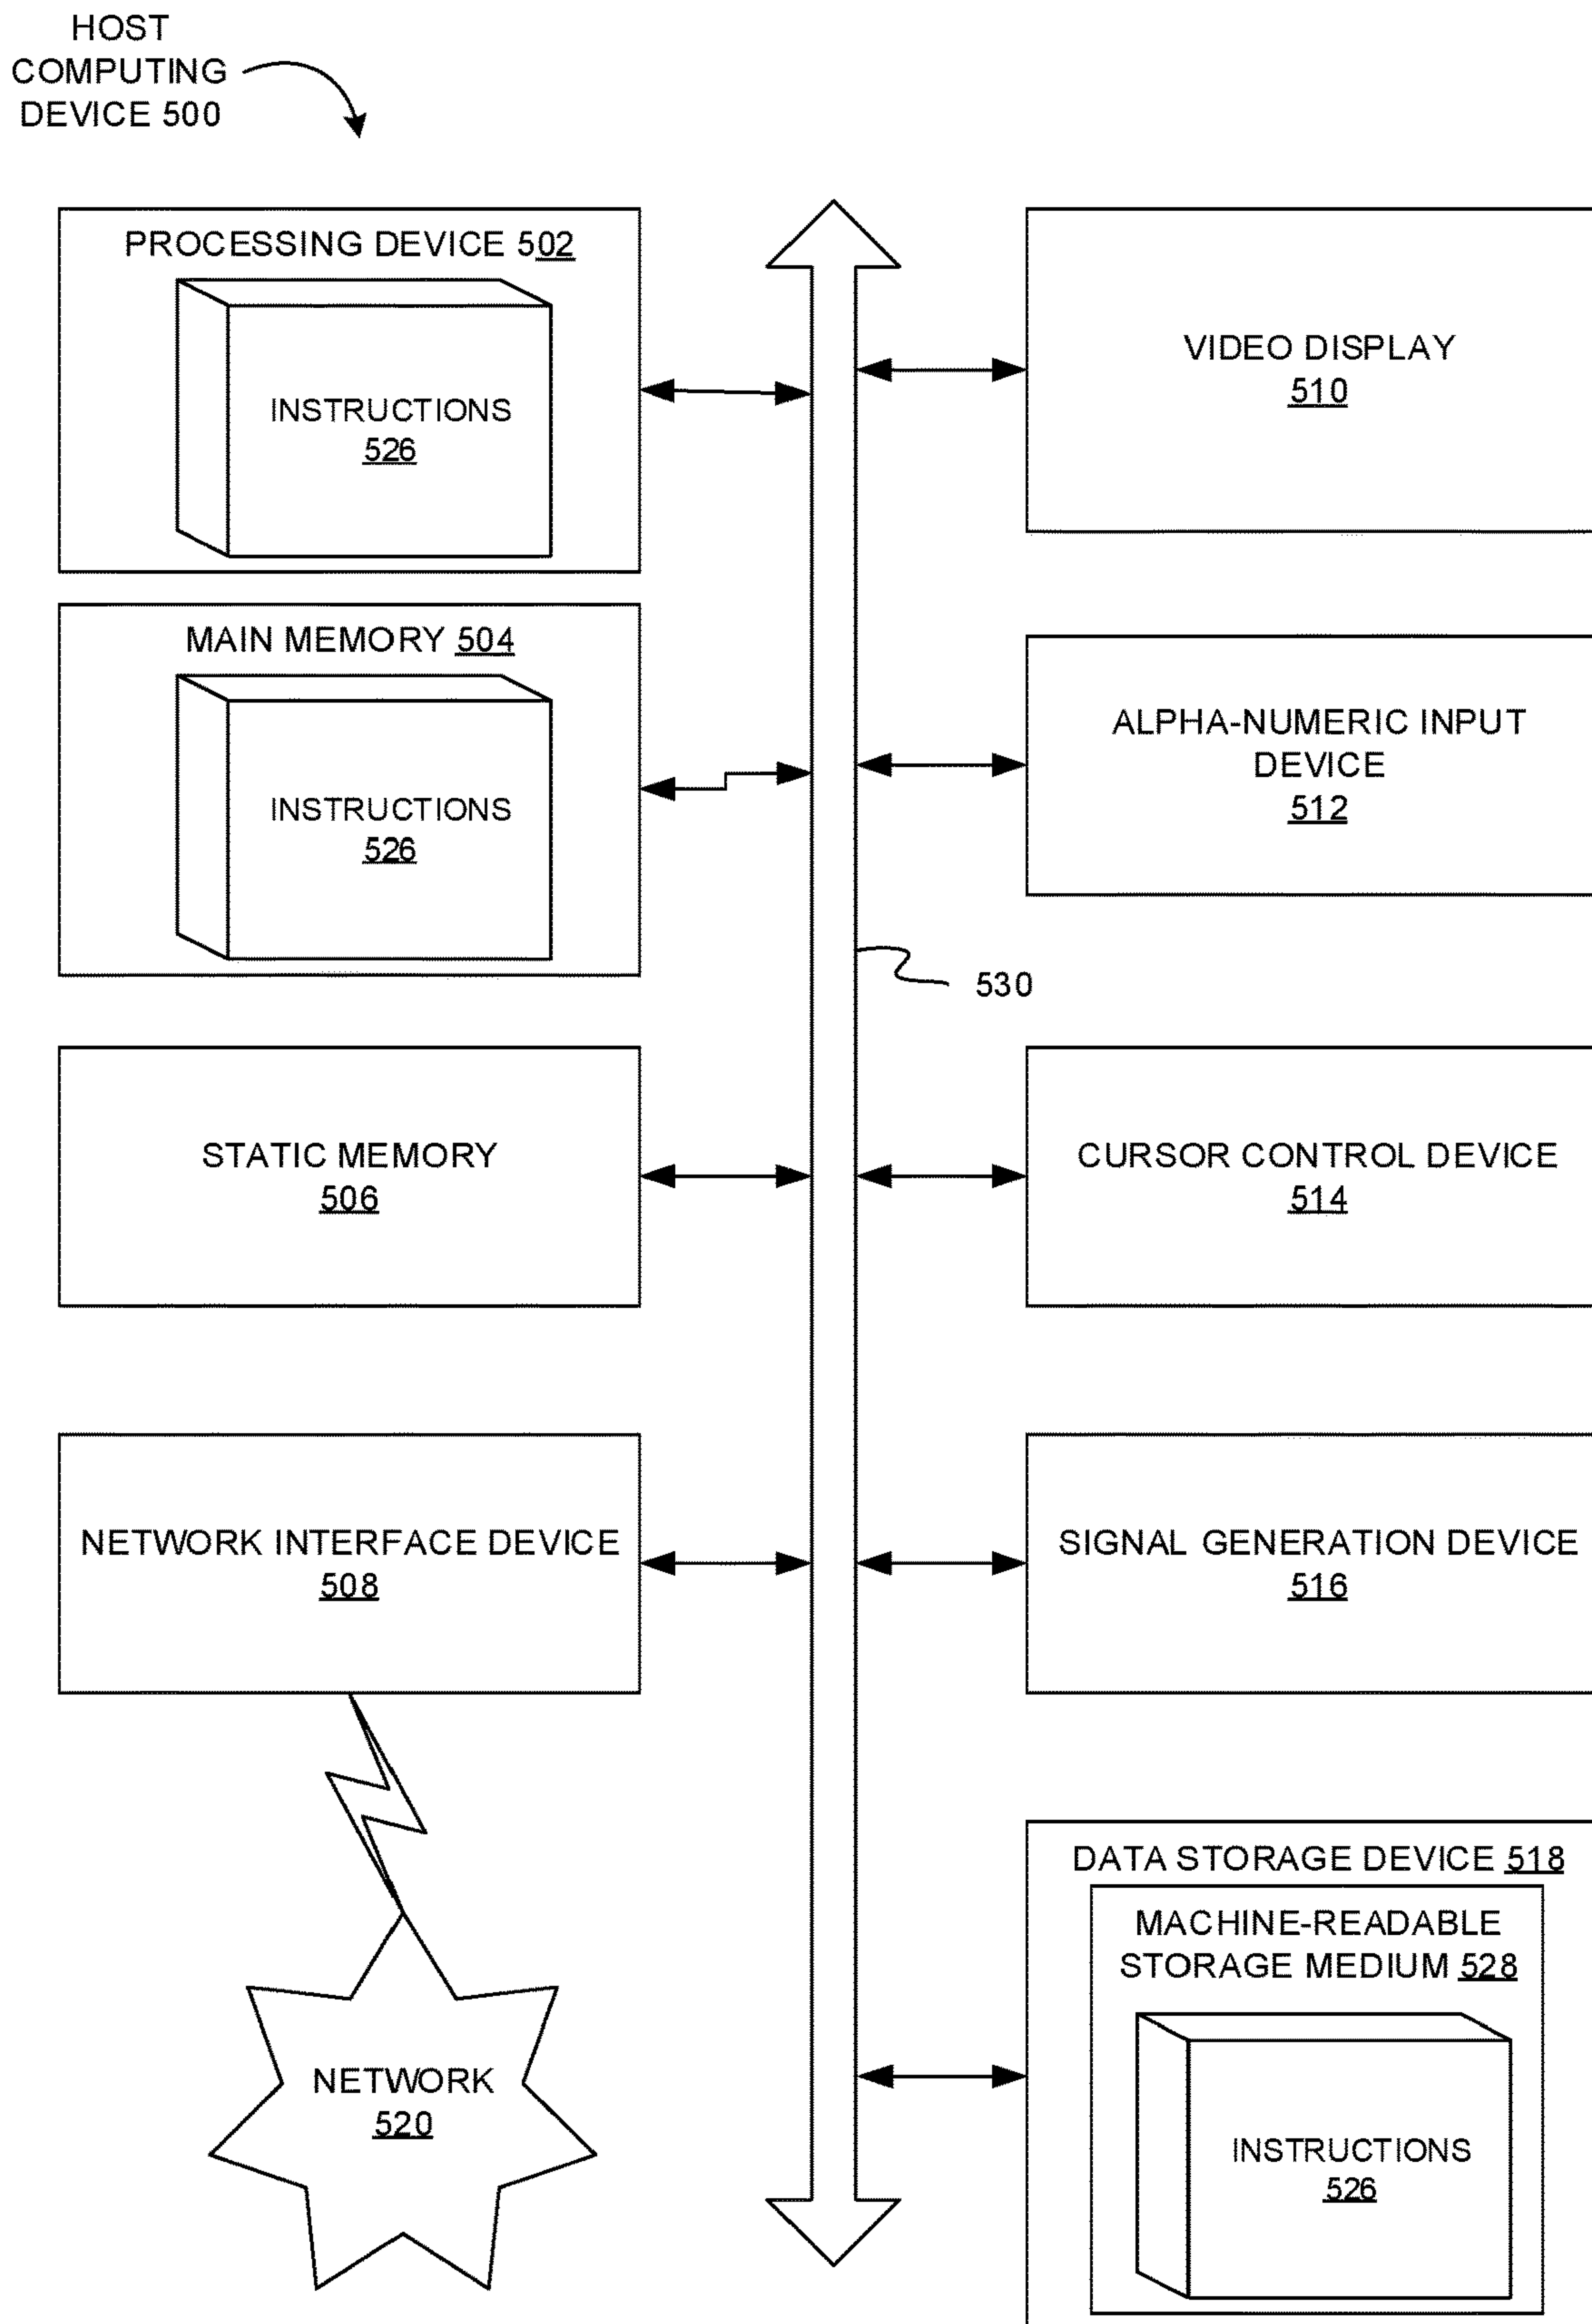 HOST
COMPUTING
DEVICE 500
PROCESSING DEVICE 502
INSTRUCTIONS
526
MAIN MEMORY 504
INSTRUCTIONS
526
STATIC MEMORY
506
NETWORK INTERFACE DEVICE
508
NETWORK
520
530
VIDEO DISPLAY
510
ALPHA-NUMERIC INPUT
DEVICE
512
CURSOR CONTROL DEVICE
514
SIGNAL GENERATION DEVICE
516
DATA STORAGE DEVICE 518
MACHINE-READABLE
STORAGE MEDIUM 528
INSTRUCTIONS
526